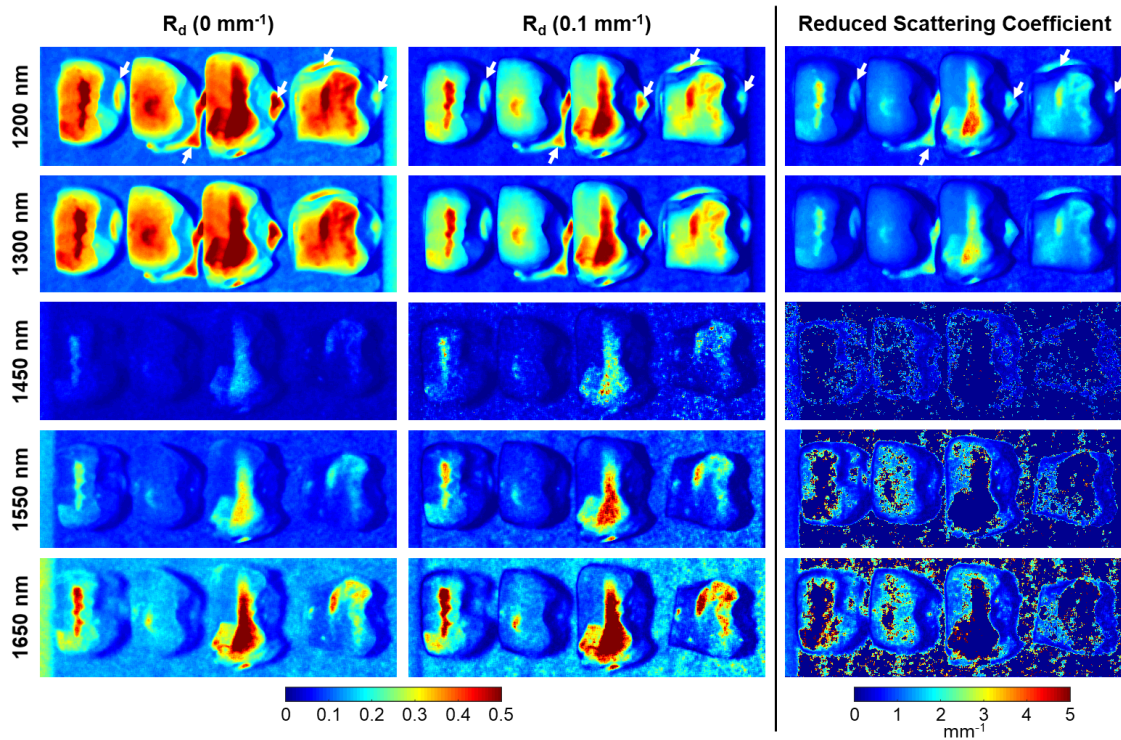 R_d (0 mm⁻¹)
R_d (0.1 mm⁻¹)
Reduced Scattering Coefficient
1200 nm
1300 nm
1450 nm
1550 nm
1650 nm
0 0.1 0.2 0.3 0.4 0.5
0 1 2 3 4 5
mm⁻¹